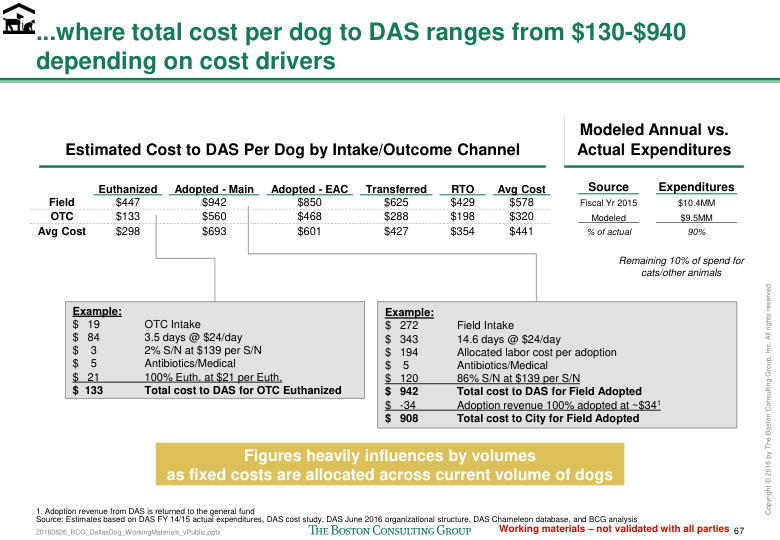 ...where total cost per dog to DAS ranges from $130-$940
depending on cost drivers
Estimated Cost to DAS Per Dog by Intake/Outcome Channel
Euthanized Adopted - Main Adopted - EAC Transferred RTO Avg Cost
Field $447 $942 $850 $625 $429 $578
OTC $133 $560 $468 $288 $198 $320
Avg Cost $298 $693 $601 $427 $354 $441
Modeled Annual vs.
Actual Expenditures
Source Expenditures
Fiscal Yr 2015 $10.4MM
Modeled $9.5MM
% of actual 90%
Remaining 10% of spend for
cats/other animals
Example:
$ 19 OTC Intake
$ 84 3.5 days @ $24/day
$ 3 2% S/N at $139 per S/N
$ 5 Antibiotics/Medical
$ 21 100% Euth. at $21 per Euth.
$ 133 Total cost to DAS for OTC Euthanized
Example:
$ 272 Field Intake
$ 343 14.6 days @ $24/day
$ 194 Allocated labor cost per adoption
$ 5 Antibiotics/Medical
$ 120 86% S/N at $139 per S/N
$ 942 Total cost to DAS for Field Adopted
$ -34 Adoption revenue 100% adopted at ~$34¹
$ 908 Total cost to City for Field Adopted
Figures heavily influences by volumes
as fixed costs are allocated across current volume of dogs
1. Adoption revenue from DAS is returned to the general fund
Source: Estimates based on DAS FY 14/15 actual expenditures, DAS cost study, DAS June 2016 organizational structure, DAS Chameleon database, and BCG analysis
20160826_BCG_DallasDog_WorkingMaterials_vPublic.pptx
THE BOSTON CONSULTING GROUP
Working materials – not validated with all parties 67
Copyright © 2016 by The Boston Consulting Group, Inc. All rights reserved.